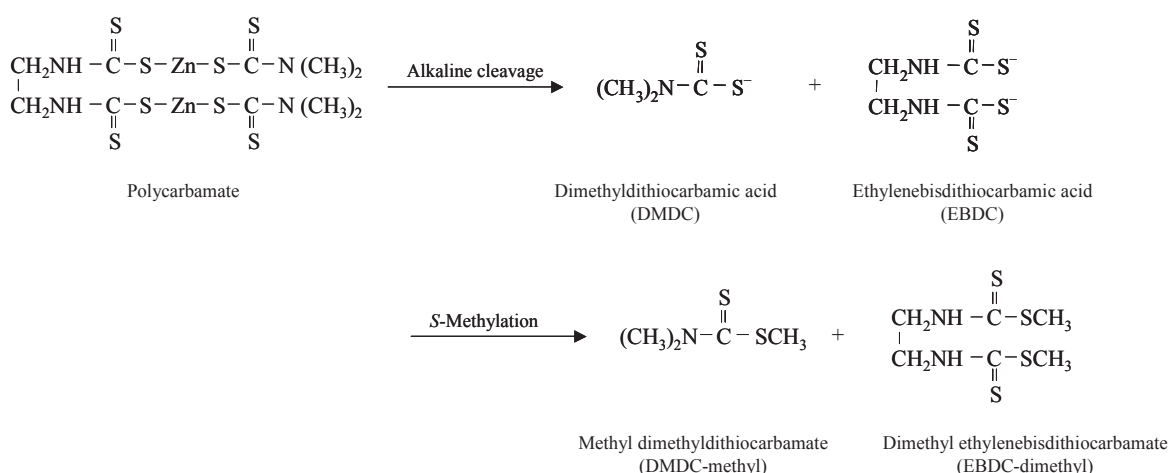 S S
CH₂NH – C – S – Zn – S – C – N (CH₃)₂
CH₂NH – C – S – Zn – S – C – N (CH₃)₂
S S
Polycarbamate
Alkaline cleavage
S
(CH₃)₂N – C – S⁻
Dimethyldithiocarbamic acid
(DMDC)
+
S
CH₂NH – C – S⁻
CH₂NH – C – S⁻
S
Ethylenebisdithiocarbamic acid
(EBDC)
S-Methylation
S
(CH₃)₂N – C – SCH₃
Methyl dimethyldithiocarbamate
(DMDC-methyl)
+
S
CH₂NH – C – SCH₃
CH₂NH – C – SCH₃
S
Dimethyl ethylenebisdithiocarbamate
(EBDC-dimethyl)